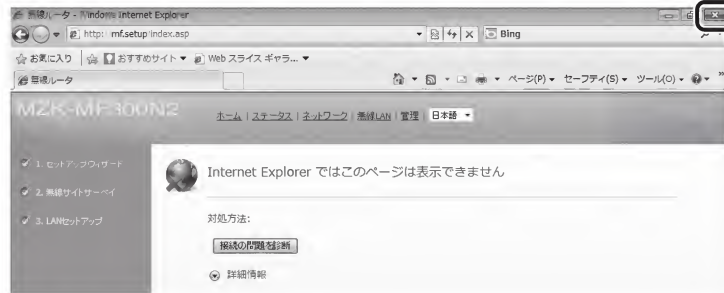 無線ルータ - Windows Internet Explorer
http://mf.setup/index.asp
Bing
お気に入り おすすめサイト ▼ Web スライス ギャラ... ▼
無線ルータ
ページ(P) ▼ セーフティ(S) ▼ ツール(O) ▼
MZK-MF300N2
ホーム | ステータス | ネットワーク | 無線LAN | 管理 | 日本語
1. セットアップウィザード
2. 無線サイトサーベイ
3. LANセットアップ
Internet Explorer ではこのページは表示できません
対処方法:
接続の問題を診断
詳細情報